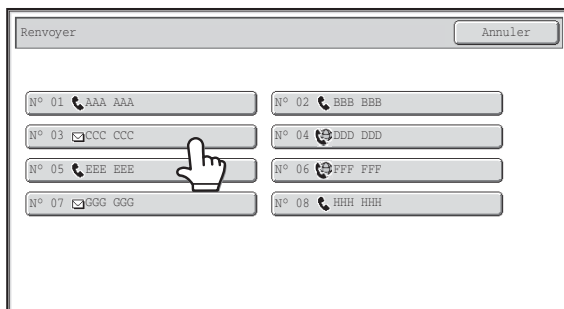 Renvoyer Annuler
N° 01 AAA AAA N° 02 BBB BBB
N° 03 CCC CCC N° 04 DDD DDD
N° 05 EEE EEE N° 06 FFF FFF
N° 07 GGG GGG N° 08 HHH HHH